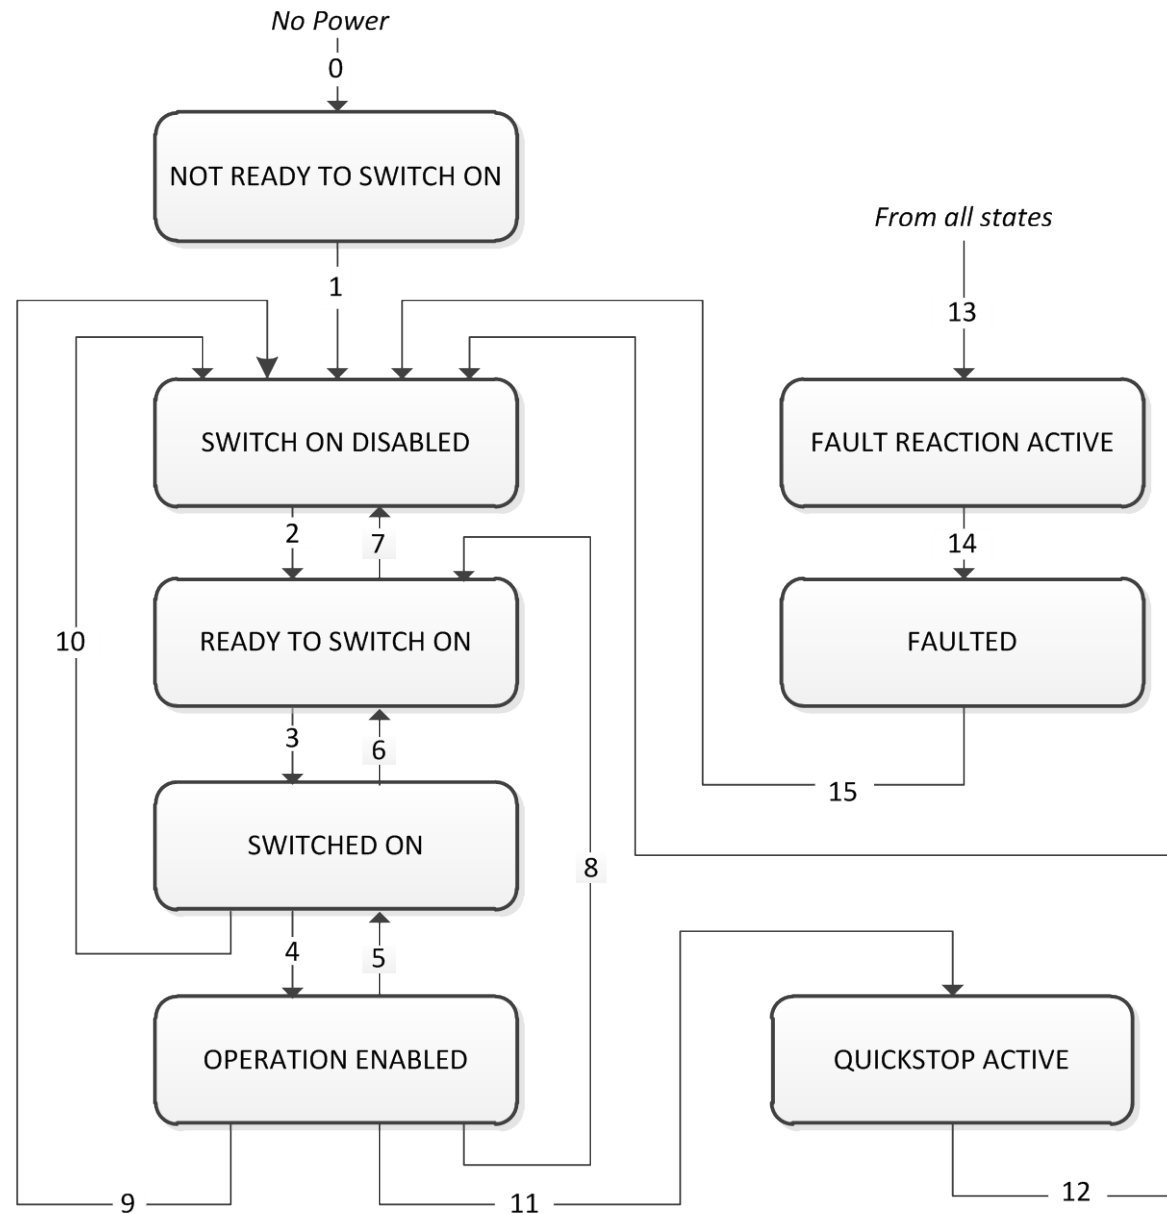 No Power
0
NOT READY TO SWITCH ON
From all states
1
13
SWITCH ON DISABLED
FAULT REACTION ACTIVE
2
7
14
10
READY TO SWITCH ON
FAULTED
3
6
15
SWITCHED ON
8
4
5
OPERATION ENABLED
QUICKSTOP ACTIVE
9
11
12